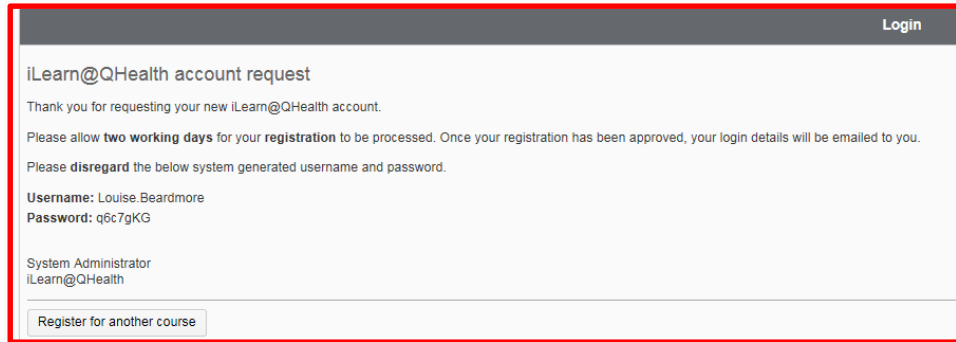 Login
iLearn@QHealth account request
Thank you for requesting your new iLearn@QHealth account.
Please allow two working days for your registration to be processed. Once your registration has been approved, your login details will be emailed to you.
Please disregard the below system generated username and password.
Username: Louise.Beardmore
Password: q6c7gKG
System Administrator
iLearn@QHealth
Register for another course